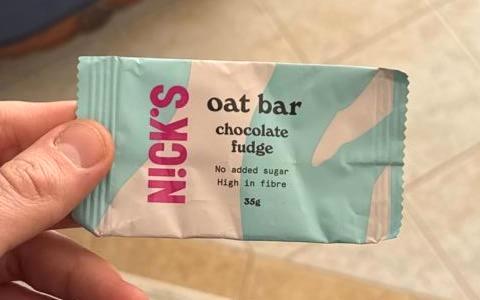 N!CK'S
oat bar
chocolate
fudge
No added sugar
High in fibre
35g